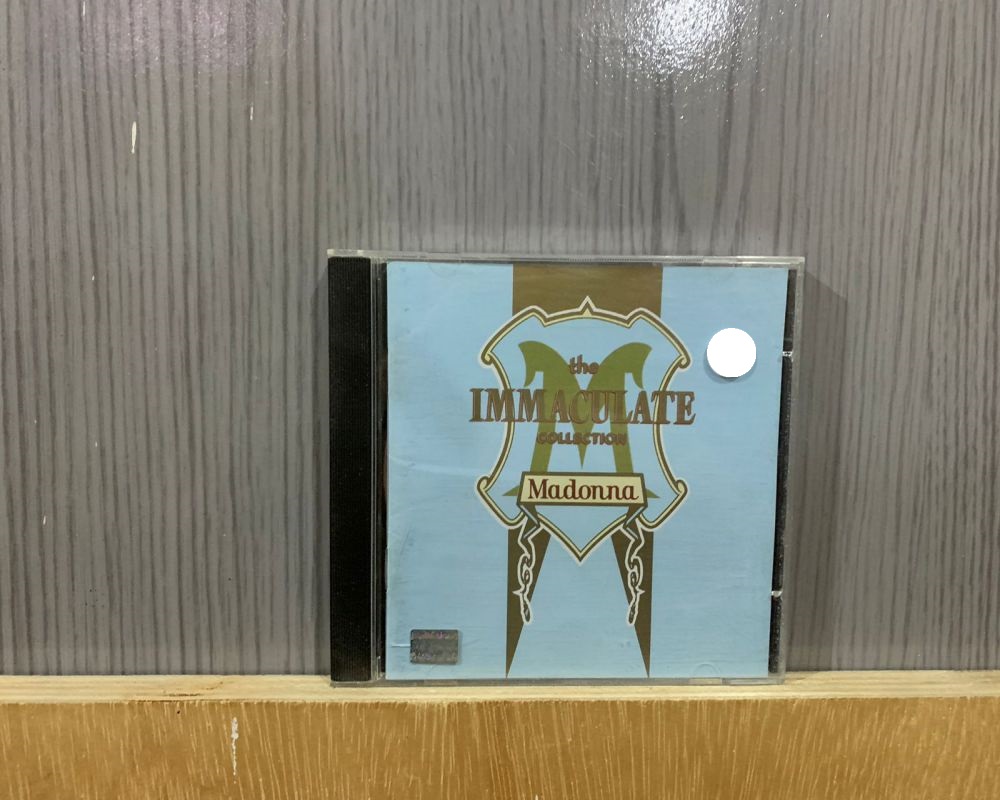 the
IMMACULATE
COLLECTION
Madonna